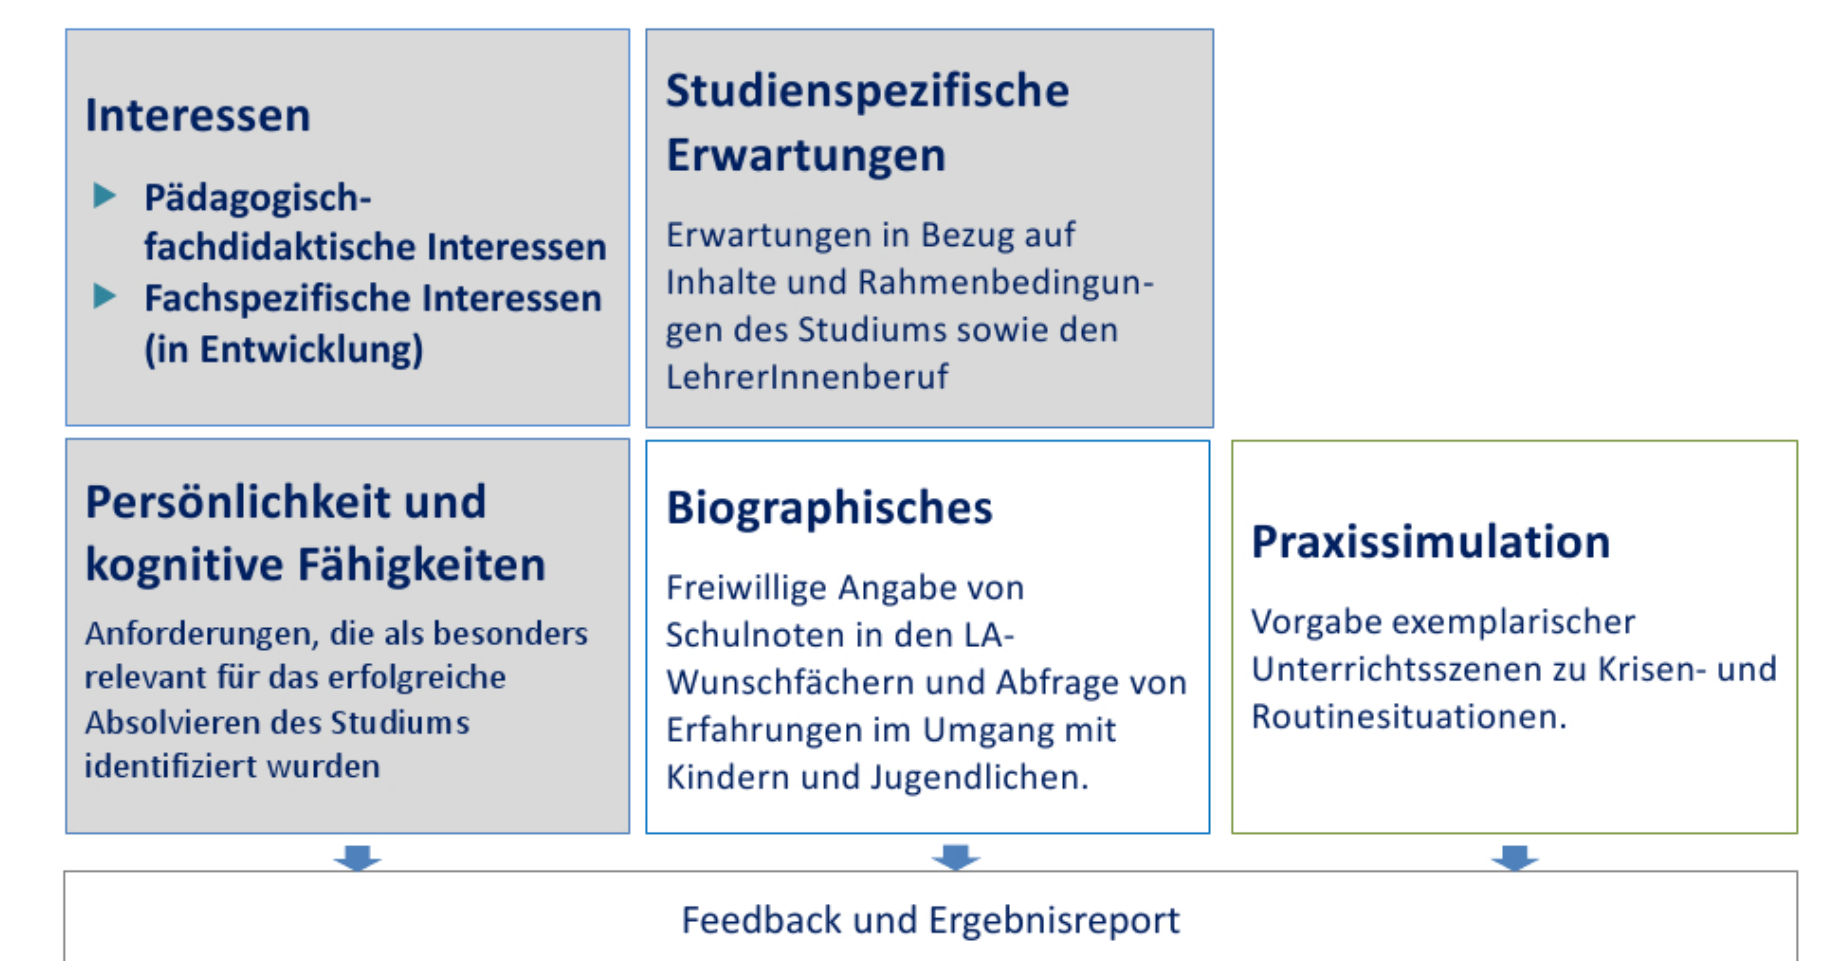 Interessen
Pädagogisch-
fachdidaktische Interessen
Fachspezifische Interessen
(in Entwicklung)
Studienspezifische
Erwartungen
Erwartungen in Bezug auf
Inhalte und Rahmenbedingun-
gen des Studiums sowie den
LehrerInnenberuf
Persönlichkeit und
kognitive Fähigkeiten
Anforderungen, die als besonders
relevant für das erfolgreiche
Absolvieren des Studiums
identifiziert wurden
Biographisches
Freiwillige Angabe von
Schulnoten in den LA-
Wunschfächern und Abfrage von
Erfahrungen im Umgang mit
Kindern und Jugendlichen.
Praxissimulation
Vorgabe exemplarischer
Unterrichtsszenen zu Krisen- und
Routinesituationen.
Feedback und Ergebnisreport